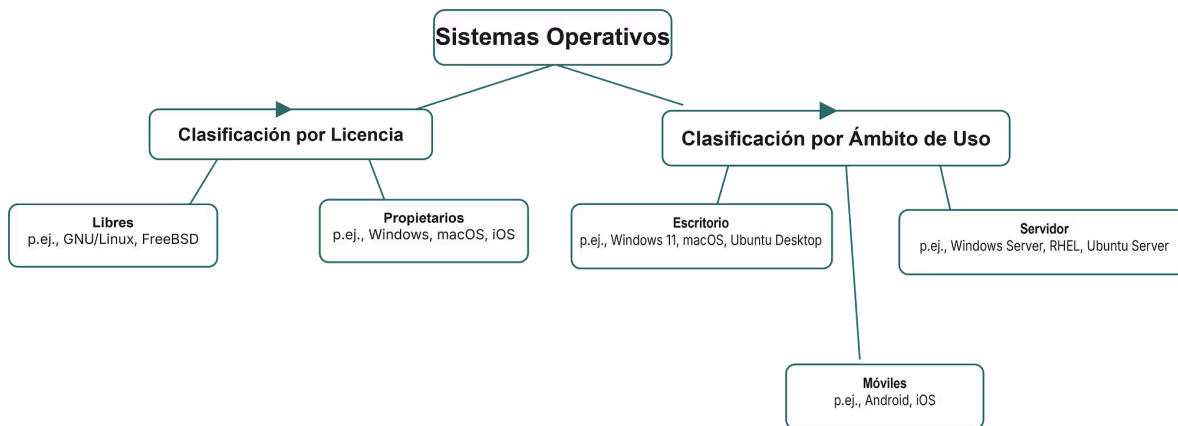 Sistemas Operativos
Clasificación por Licencia
Clasificación por Ámbito de Uso
Libres
p.ej., GNU/Linux, FreeBSD
Propietarios
p.ej., Windows, macOS, iOS
Escritorio
p.ej., Windows 11, macOS, Ubuntu Desktop
Servidor
p.ej., Windows Server, RHEL, Ubuntu Server
Móviles
p.ej., Android, iOS